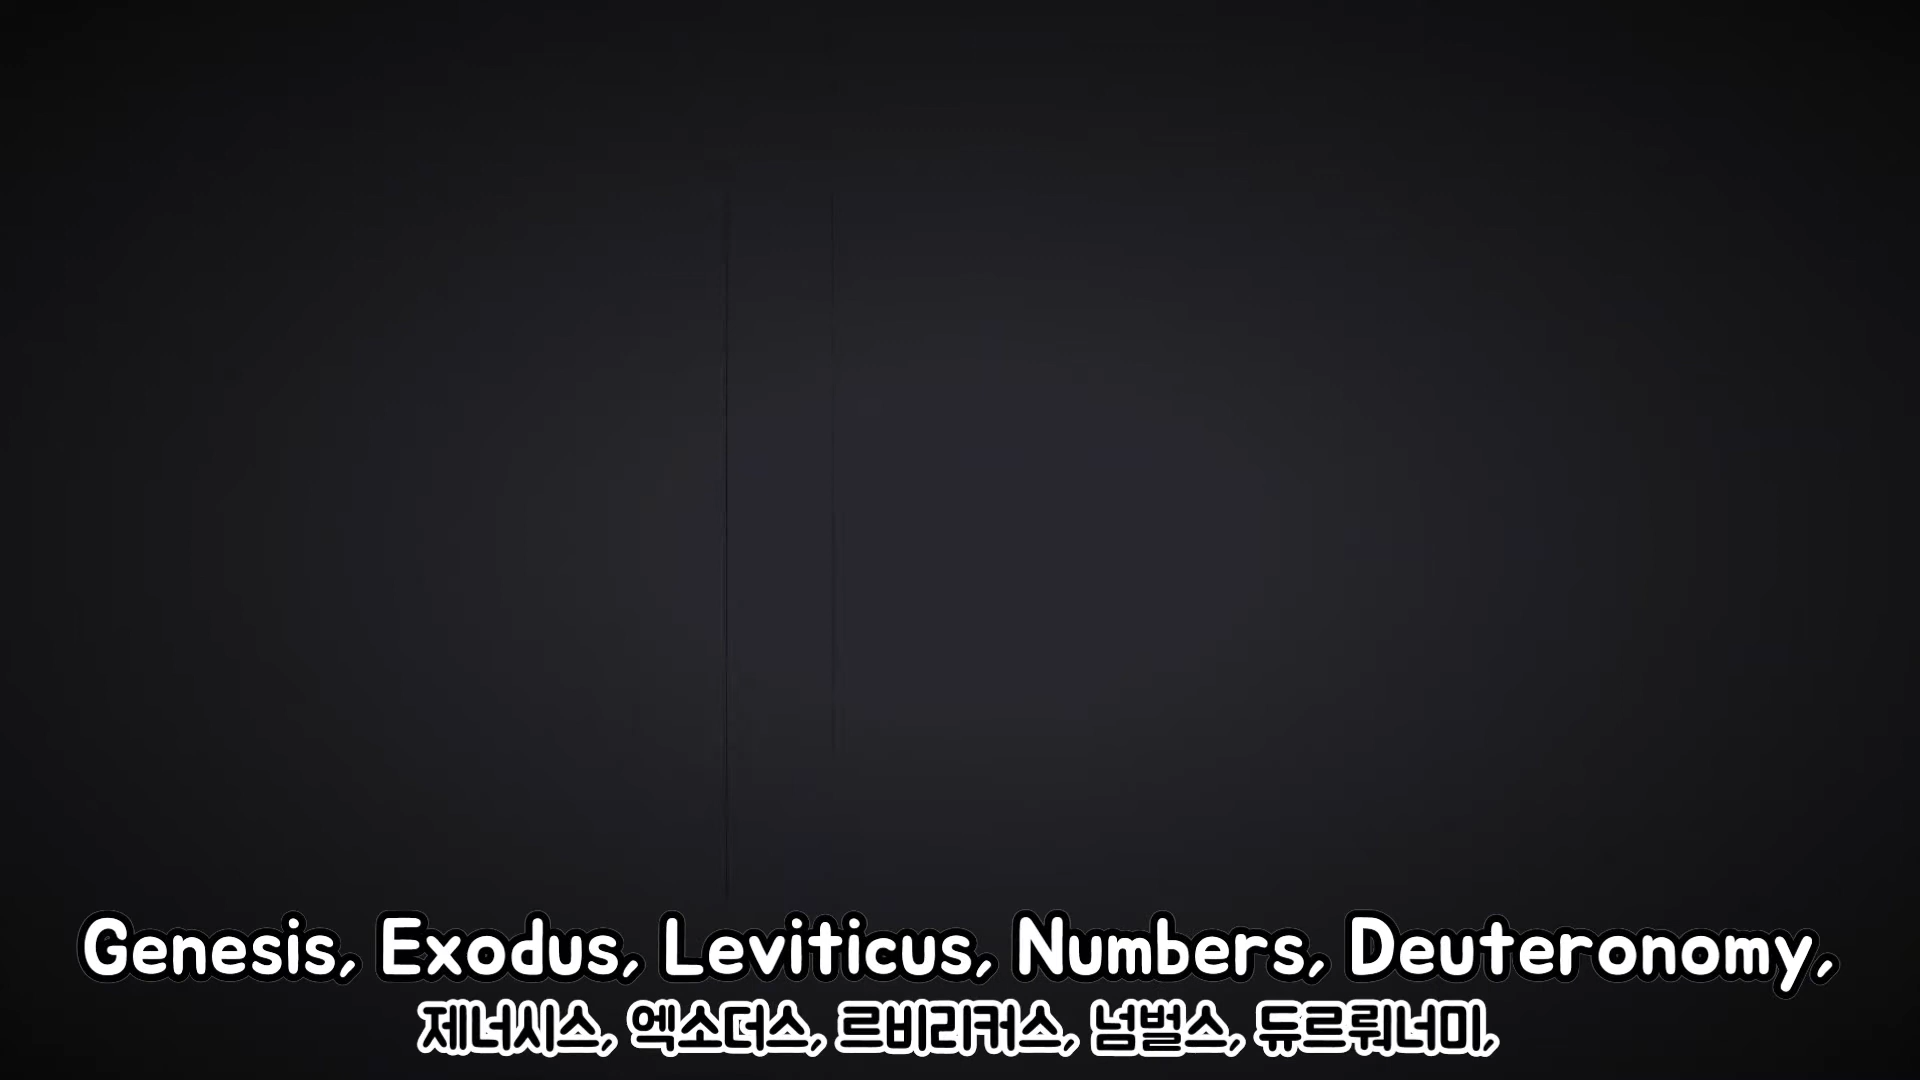 Genesis, Exodus, Leviticus, Numbers, Deuteronomy,
제너시스, 엑소더스, 르비리커스, 넘벌스, 듀르뤄너미,